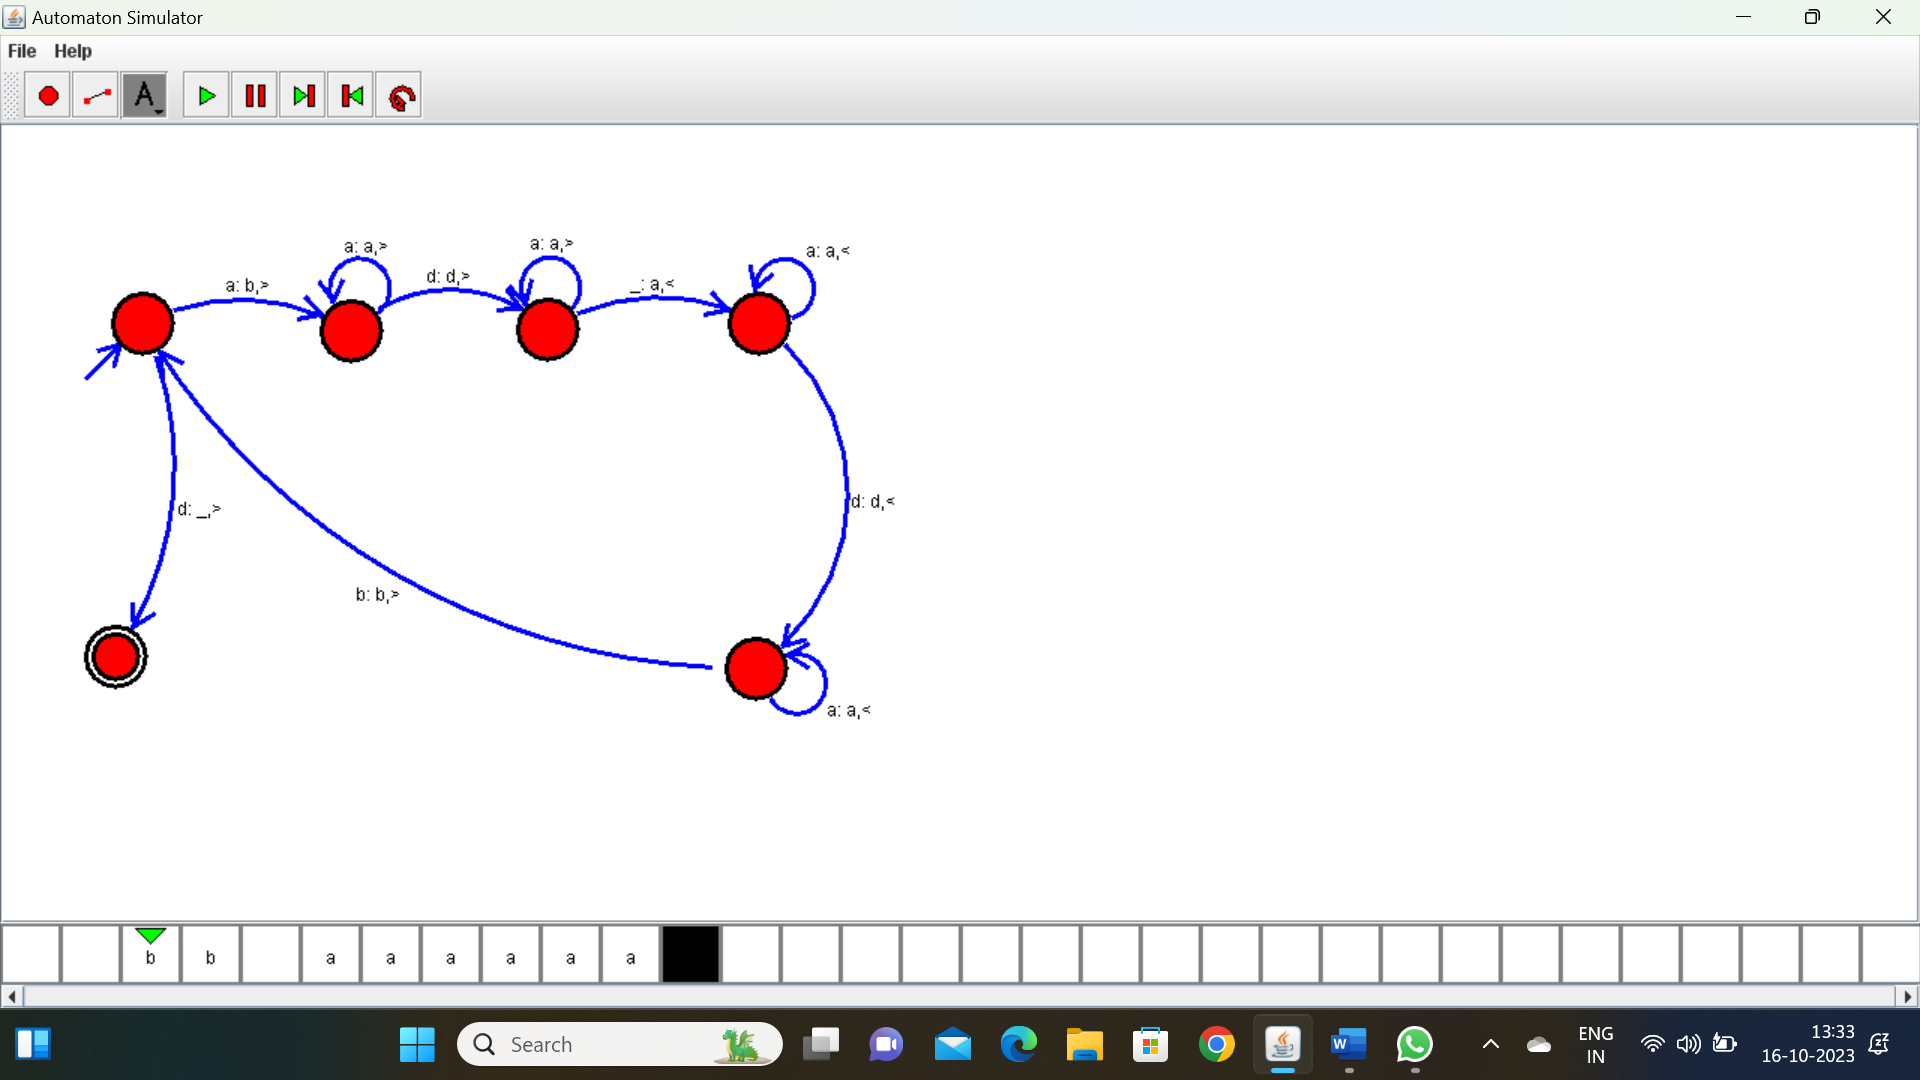 Automaton Simulator
File Help
A
a: a,> a: a,> a: a,<
a: b,> d: d,> _: a,<
d: _,> d: d,<
b: b,>
a: a,<
b b a a a a a a
Search
ENG
IN
13:33
16-10-2023